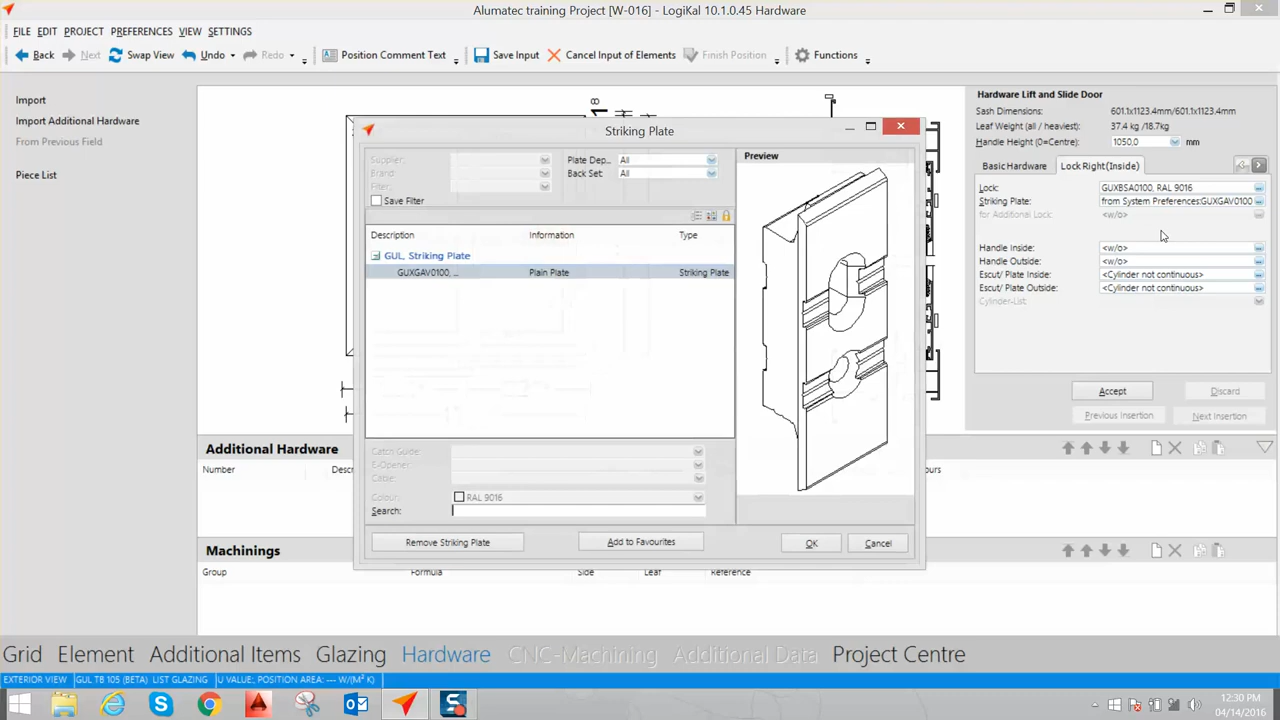 Alumatec training Project [W-016] - LogiKal 10.1.0.45 Hardware
FILE EDIT PROJECT PREFERENCES VIEW SETTINGS
Back Next Swap View Undo Redo Position Comment Text Save Input Cancel Input of Elements Finish Position Functions
Import
Import Additional Hardware
From Previous Field
Piece List
18
Hardware Lift and Slide Door
Sash Dimensions: 601.1x1123.4mm/601.1x1123.4mm
Leaf Weight (all / heaviest): 37.4 kg /18.7kg
Handle Height (0=Centre): 1050,0 mm
Basic Hardware Lock Right (Inside)
Lock: GUXBSA0100, RAL 9016
Striking Plate: from System Preferences:GUXGAV0100
for Additional Lock: <w/o>
Handle Inside: <w/o>
Handle Outside: <w/o>
Escut/ Plate Inside: <Cylinder not continuous>
Escut/ Plate Outside: <Cylinder not continuous>
Cylinder-List:
Accept Discard
Previous Insertion Next Insertion
Striking Plate
Supplier: Plate Dep... All
Brand: Back Set: All
Filter:
Save Filter
Preview
Description Information Type
GUL, Striking Plate
GUXGAV0100, ... Plain Plate Striking Plate
Catch Guide:
E-Opener:
Cable:
Colour: RAL 9016
Search:
Remove Striking Plate Add to Favourites OK Cancel
Additional Hardware
Number Descr ours
Machinings
Group Formula Side Leaf Reference
Grid Element Additional Items Glazing Hardware CNC-Machining Additional Data Project Centre
EXTERIOR VIEW GUL TB 105 (BETA) LIST GLAZING U VALUE; POSITION AREA: --- W/(M² K)
12:30 PM
04/14/2016